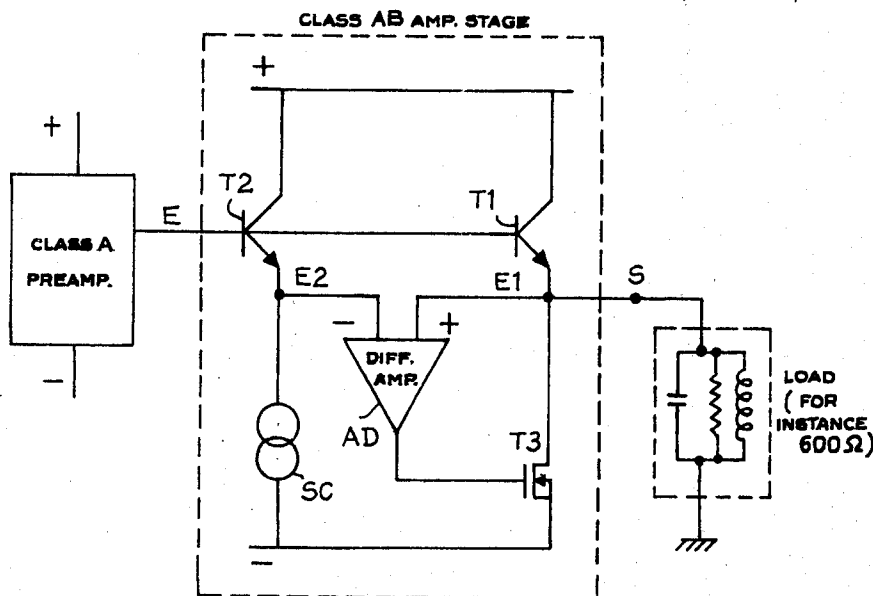 CLASS AB AMP. STAGE
+
+
T2
T1
E
CLASS A
PREAMP.
E2
E1
S
−
+
DIFF.
AMP.
−
AD
T3
SC
LOAD
(FOR
INSTANCE
600Ω)
−